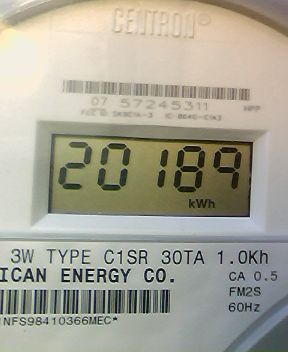 CENTRON®
07 57245311
20189
kWh
3W TYPE C1SR 30TA 1.0Kh
ICAN ENERGY CO.
CA 0.5
FM2S
60Hz
NFS98410366MEC*